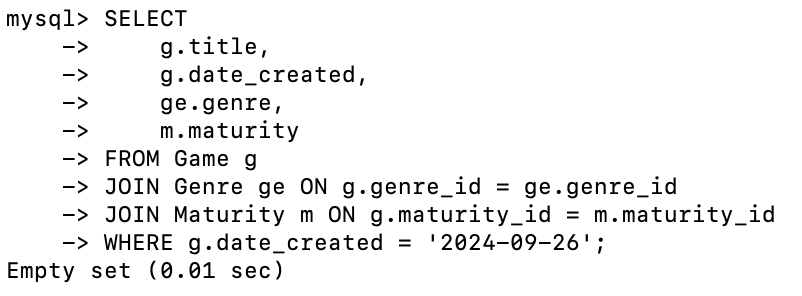 mysql> SELECT
    ->     g.title,
    ->     g.date_created,
    ->     ge.genre,
    ->     m.maturity
    -> FROM Game g
    -> JOIN Genre ge ON g.genre_id = ge.genre_id
    -> JOIN Maturity m ON g.maturity_id = m.maturity_id
    -> WHERE g.date_created = '2024-09-26';
Empty set (0.01 sec)